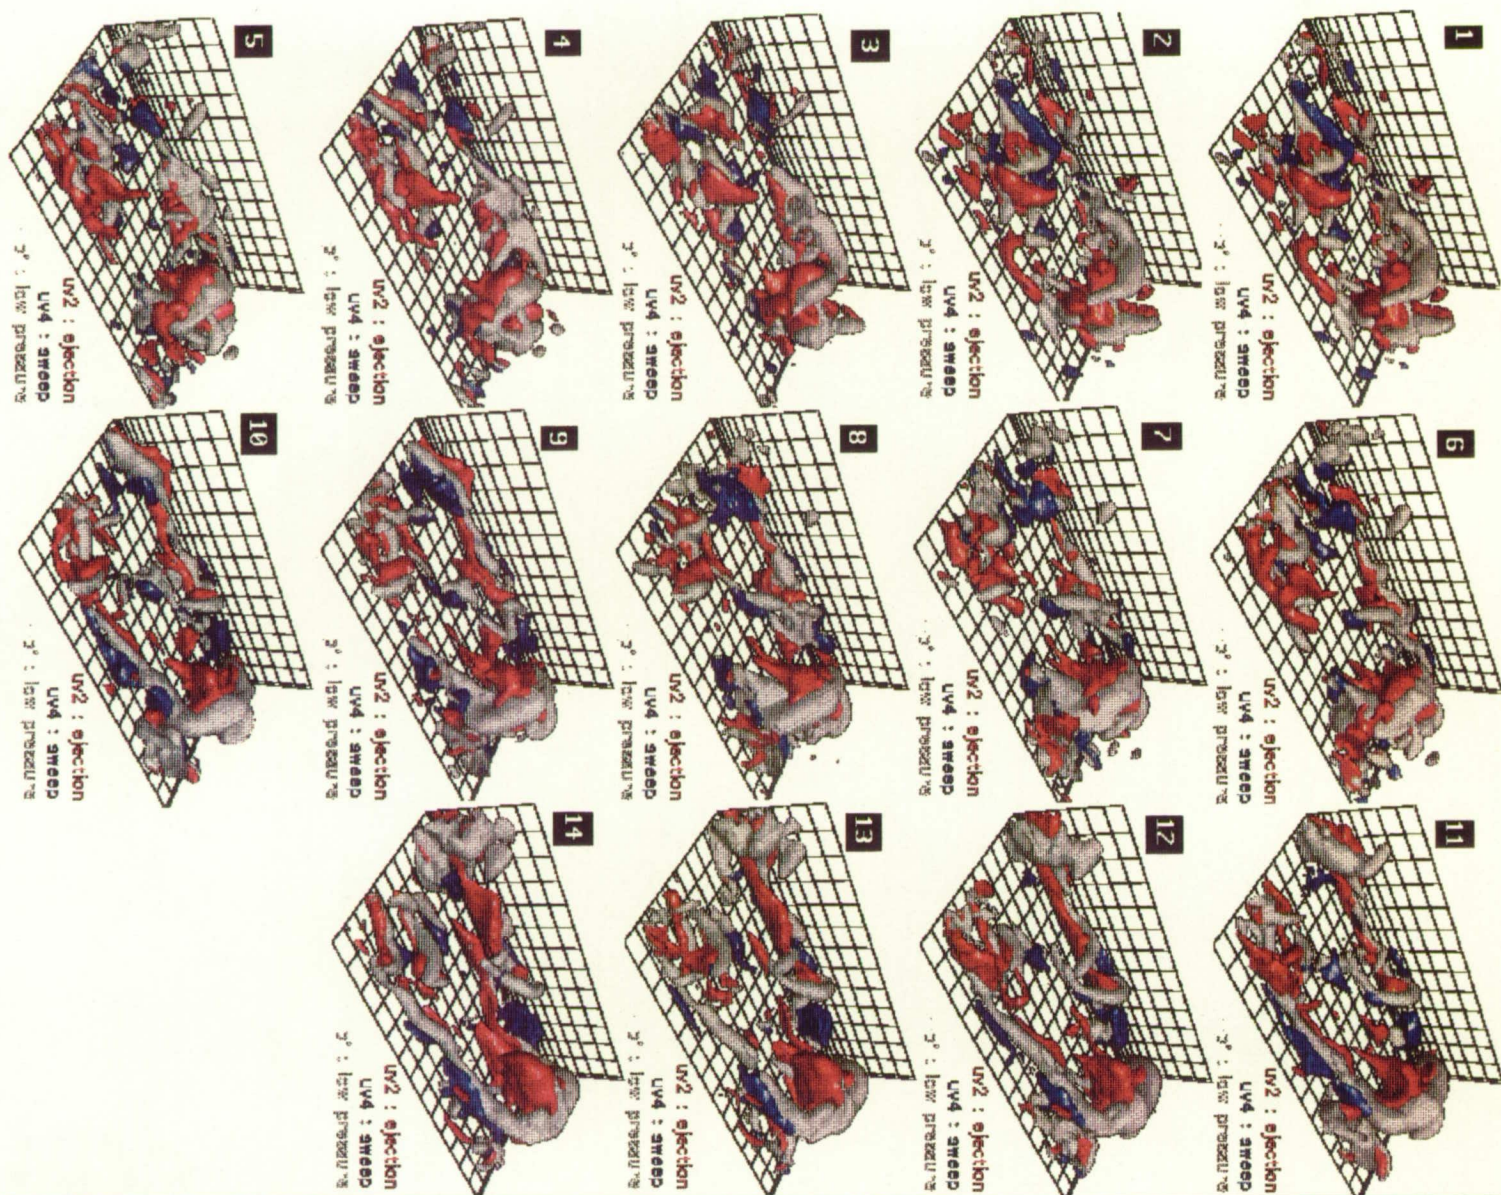 1
uv2 : ejection
uv4 : sweep
: low pressure
2
uv2 : ejection
uv4 : sweep
: low pressure
3
uv2 : ejection
uv4 : sweep
: low pressure
4
uv2 : ejection
uv4 : sweep
: low pressure
5
uv2 : ejection
uv4 : sweep
: low pressure
6
uv2 : ejection
uv4 : sweep
: low pressure
7
uv2 : ejection
uv4 : sweep
: low pressure
8
uv2 : ejection
uv4 : sweep
: low pressure
9
uv2 : ejection
uv4 : sweep
: low pressure
10
uv2 : ejection
uv4 : sweep
: low pressure
11
uv2 : ejection
uv4 : sweep
: low pressure
12
uv2 : ejection
uv4 : sweep
: low pressure
13
uv2 : ejection
uv4 : sweep
: low pressure
14
uv2 : ejection
uv4 : sweep
: low pressure